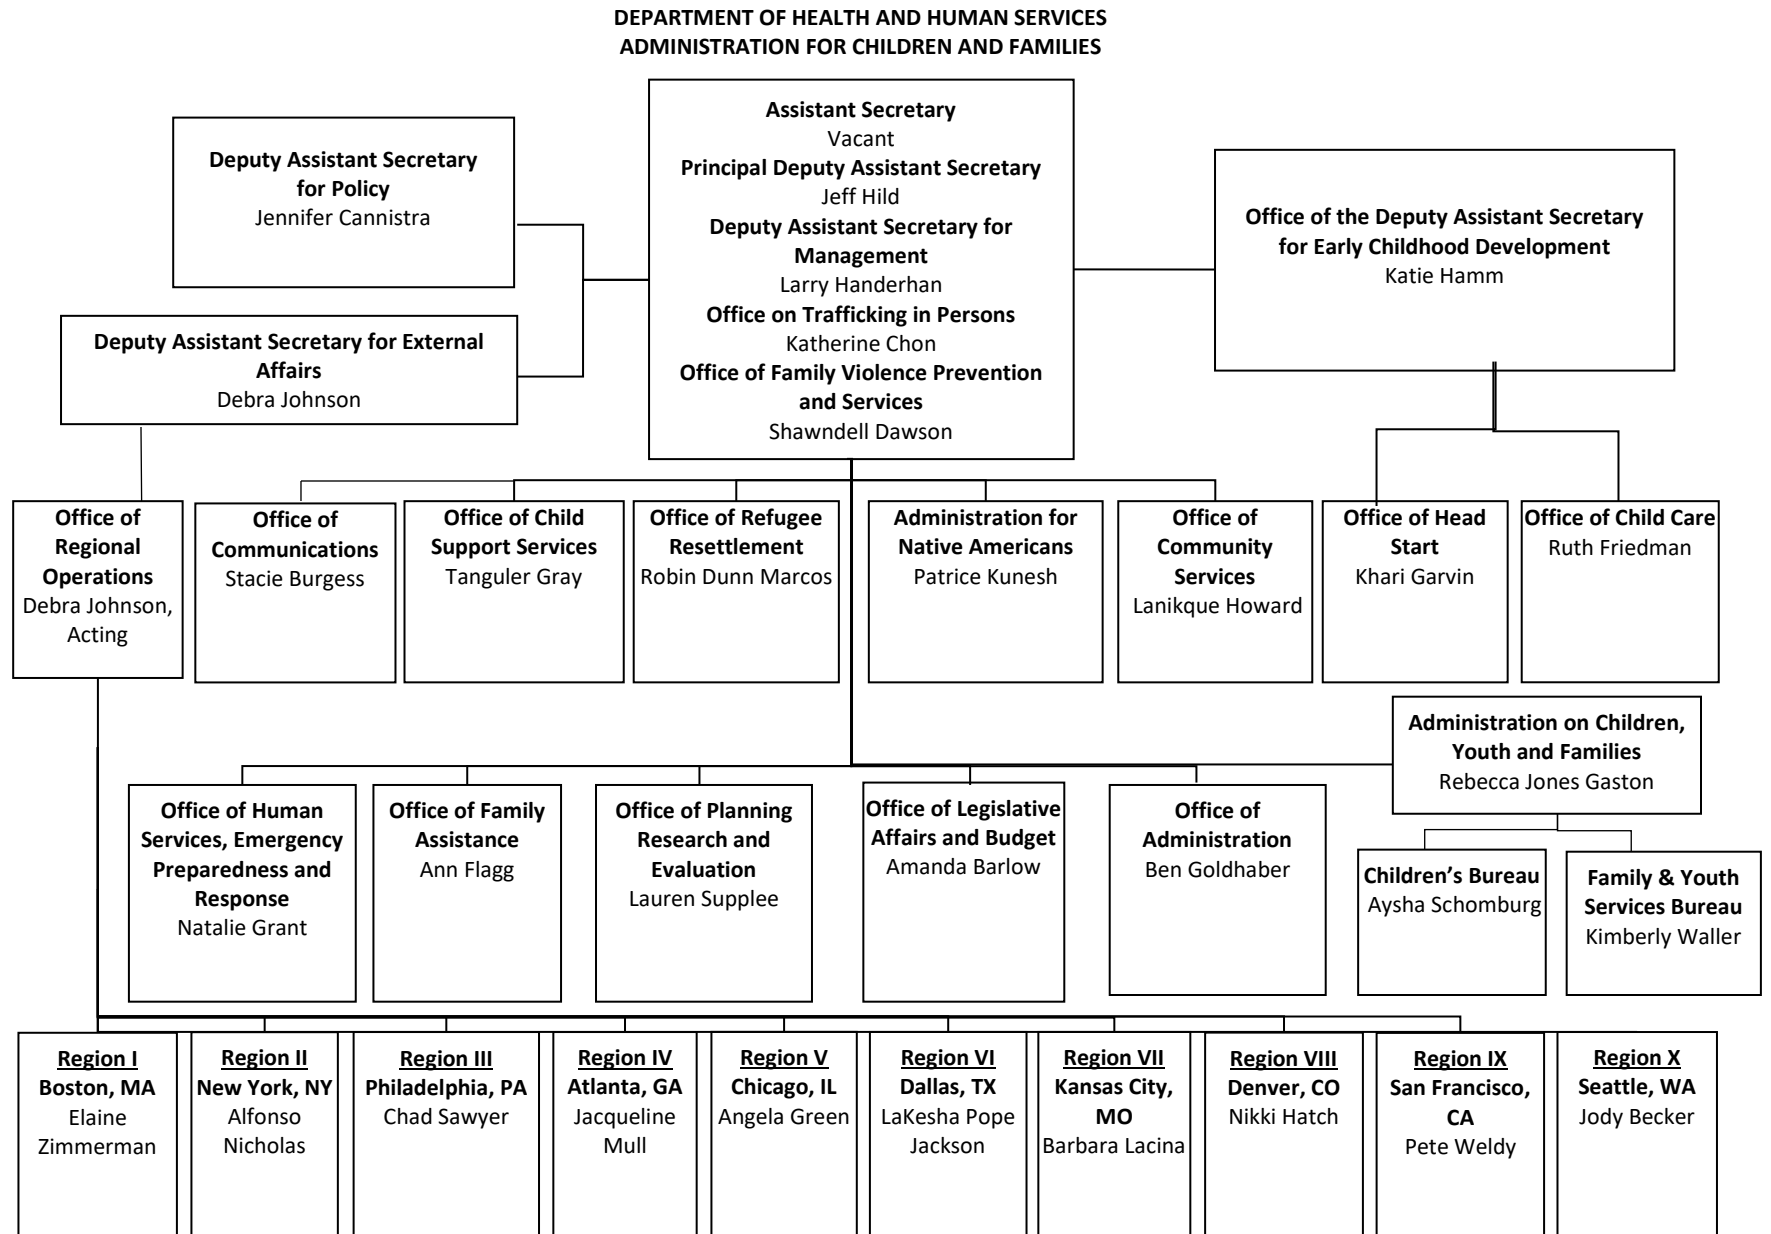 DEPARTMENT OF HEALTH AND HUMAN SERVICES
ADMINISTRATION FOR CHILDREN AND FAMILIES
Assistant Secretary
Vacant
Principal Deputy Assistant Secretary
Jeff Hild
Deputy Assistant Secretary for
Management
Larry Handerhan
Office on Trafficking in Persons
Katherine Chon
Office of Family Violence Prevention
and Services
Shawndell Dawson
Deputy Assistant Secretary
for Policy
Jennifer Cannistra
Deputy Assistant Secretary for External
Affairs
Debra Johnson
Office of the Deputy Assistant Secretary
for Early Childhood Development
Katie Hamm
Office of
Regional
Operations
Debra Johnson,
Acting
Office of
Communications
Stacie Burgess
Office of Child
Support Services
Tanguler Gray
Office of Refugee
Resettlement
Robin Dunn Marcos
Administration for
Native Americans
Patrice Kunesh
Office of
Community
Services
Lanikque Howard
Office of Head
Start
Khari Garvin
Office of Child Care
Ruth Friedman
Administration on Children,
Youth and Families
Rebecca Jones Gaston
Office of Human
Services, Emergency
Preparedness and
Response
Natalie Grant
Office of Family
Assistance
Ann Flagg
Office of Planning
Research and
Evaluation
Lauren Supplee
Office of Legislative
Affairs and Budget
Amanda Barlow
Office of
Administration
Ben Goldhaber
Children’s Bureau
Aysha Schomburg
Family & Youth
Services Bureau
Kimberly Waller
Region I
Boston, MA
Elaine
Zimmerman
Region II
New York, NY
Alfonso
Nicholas
Region III
Philadelphia, PA
Chad Sawyer
Region IV
Atlanta, GA
Jacqueline
Mull
Region V
Chicago, IL
Angela Green
Region VI
Dallas, TX
LaKesha Pope
Jackson
Region VII
Kansas City,
MO
Barbara Lacina
Region VIII
Denver, CO
Nikki Hatch
Region IX
San Francisco,
CA
Pete Weldy
Region X
Seattle, WA
Jody Becker